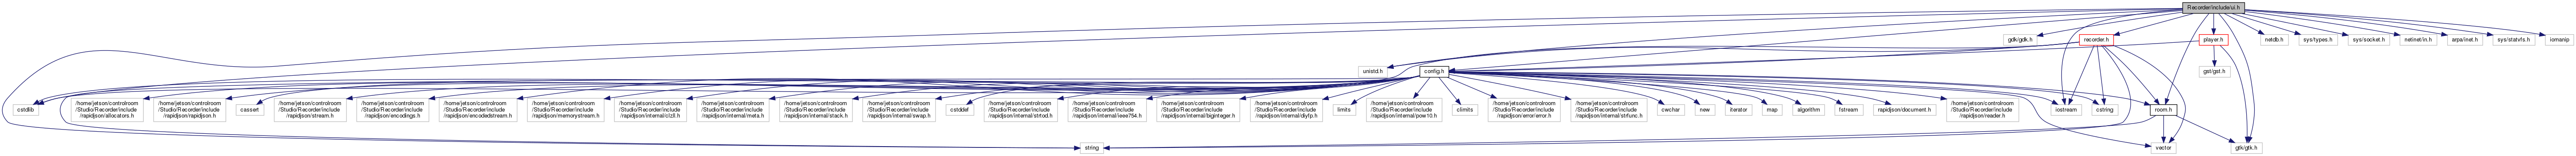 Recorder/include/ui.h
gdk/gdk.h
recorder.h
player.h
netdb.h
sys/types.h
sys/socket.h
netinet/in.h
arpa/inet.h
sys/statvfs.h
iomanip
unistd.h
config.h
gst/gst.h
cstdlib
/home/jetson/controlroom
/Studio/Recorder/include
/rapidjson/allocators.h
/home/jetson/controlroom
/Studio/Recorder/include
/rapidjson/rapidjson.h
cassert
/home/jetson/controlroom
/Studio/Recorder/include
/rapidjson/stream.h
/home/jetson/controlroom
/Studio/Recorder/include
/rapidjson/encodings.h
/home/jetson/controlroom
/Studio/Recorder/include
/rapidjson/encodedstream.h
/home/jetson/controlroom
/Studio/Recorder/include
/rapidjson/memorystream.h
/home/jetson/controlroom
/Studio/Recorder/include
/rapidjson/internal/clzll.h
/home/jetson/controlroom
/Studio/Recorder/include
/rapidjson/internal/meta.h
/home/jetson/controlroom
/Studio/Recorder/include
/rapidjson/internal/stack.h
/home/jetson/controlroom
/Studio/Recorder/include
/rapidjson/internal/swap.h
cstddef
/home/jetson/controlroom
/Studio/Recorder/include
/rapidjson/internal/strtod.h
/home/jetson/controlroom
/Studio/Recorder/include
/rapidjson/internal/ieee754.h
/home/jetson/controlroom
/Studio/Recorder/include
/rapidjson/internal/biginteger.h
/home/jetson/controlroom
/Studio/Recorder/include
/rapidjson/internal/diyfp.h
limits
/home/jetson/controlroom
/Studio/Recorder/include
/rapidjson/internal/pow10.h
climits
/home/jetson/controlroom
/Studio/Recorder/include
/rapidjson/error/error.h
/home/jetson/controlroom
/Studio/Recorder/include
/rapidjson/internal/strfunc.h
cwchar
new
iterator
map
algorithm
fstream
rapidjson/document.h
/home/jetson/controlroom
/Studio/Recorder/include
/rapidjson/reader.h
iostream
cstring
room.h
string
vector
gtk/gtk.h